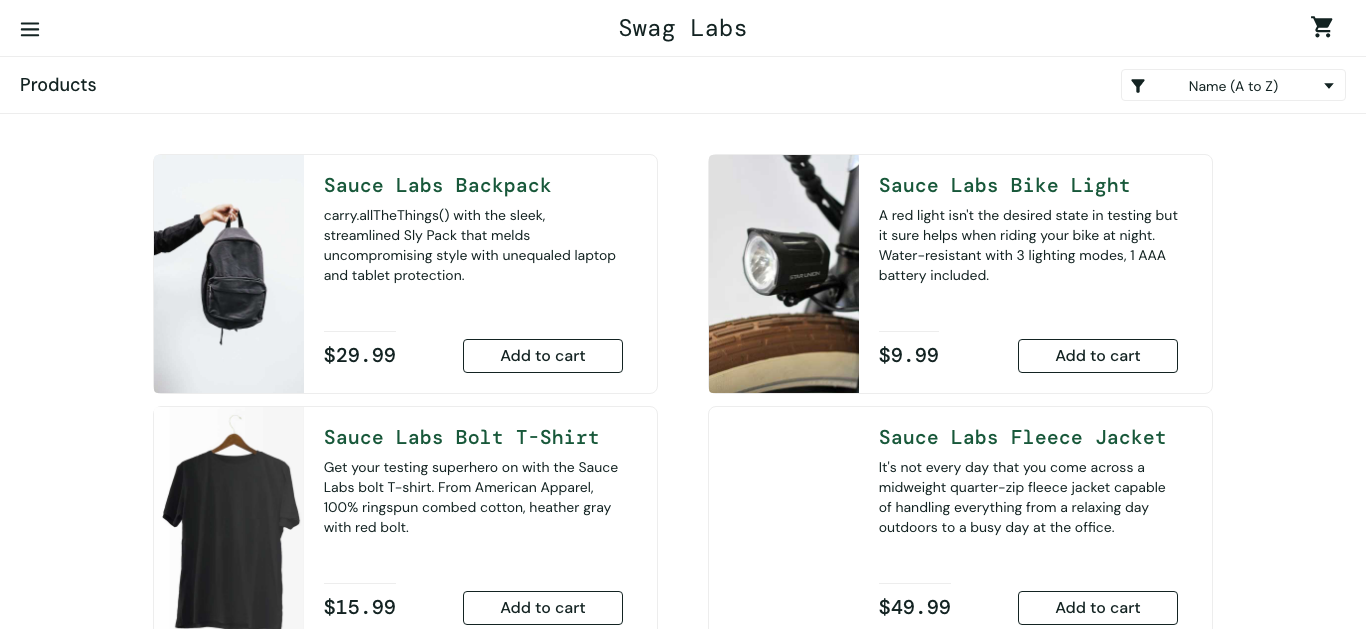 Swag Labs
Products
Name (A to Z)
Sauce Labs Backpack
carry.allTheThings() with the sleek,
streamlined Sly Pack that melds
uncompromising style with unequaled laptop
and tablet protection.
$29.99
Add to cart
Sauce Labs Bike Light
A red light isn't the desired state in testing but
it sure helps when riding your bike at night.
Water-resistant with 3 lighting modes, 1 AAA
battery included.
$9.99
Add to cart
Sauce Labs Bolt T-Shirt
Get your testing superhero on with the Sauce
Labs bolt T-shirt. From American Apparel,
100% ringspun combed cotton, heather gray
with red bolt.
$15.99
Add to cart
Sauce Labs Fleece Jacket
It's not every day that you come across a
midweight quarter-zip fleece jacket capable
of handling everything from a relaxing day
outdoors to a busy day at the office.
$49.99
Add to cart